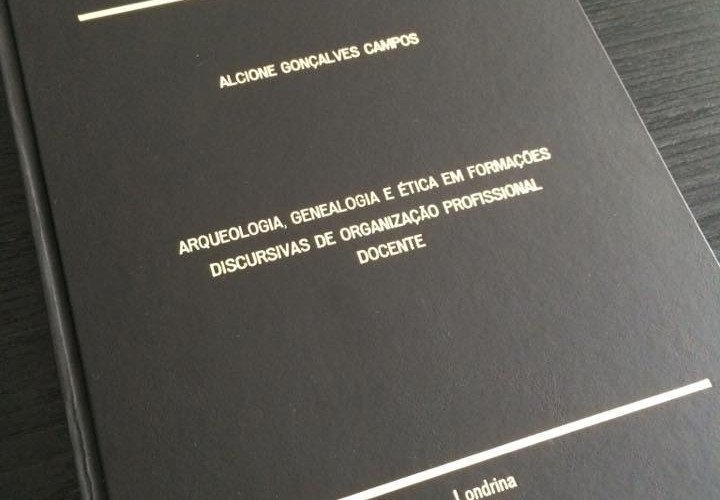 ALCIONE GONÇALVES CAMPOS
ARQUEOLOGIA, GENEALOGIA E ÉTICA EM FORMAÇÕES
DISCURSIVAS DE ORGANIZAÇÃO PROFISSIONAL
DOCENTE
Londrina